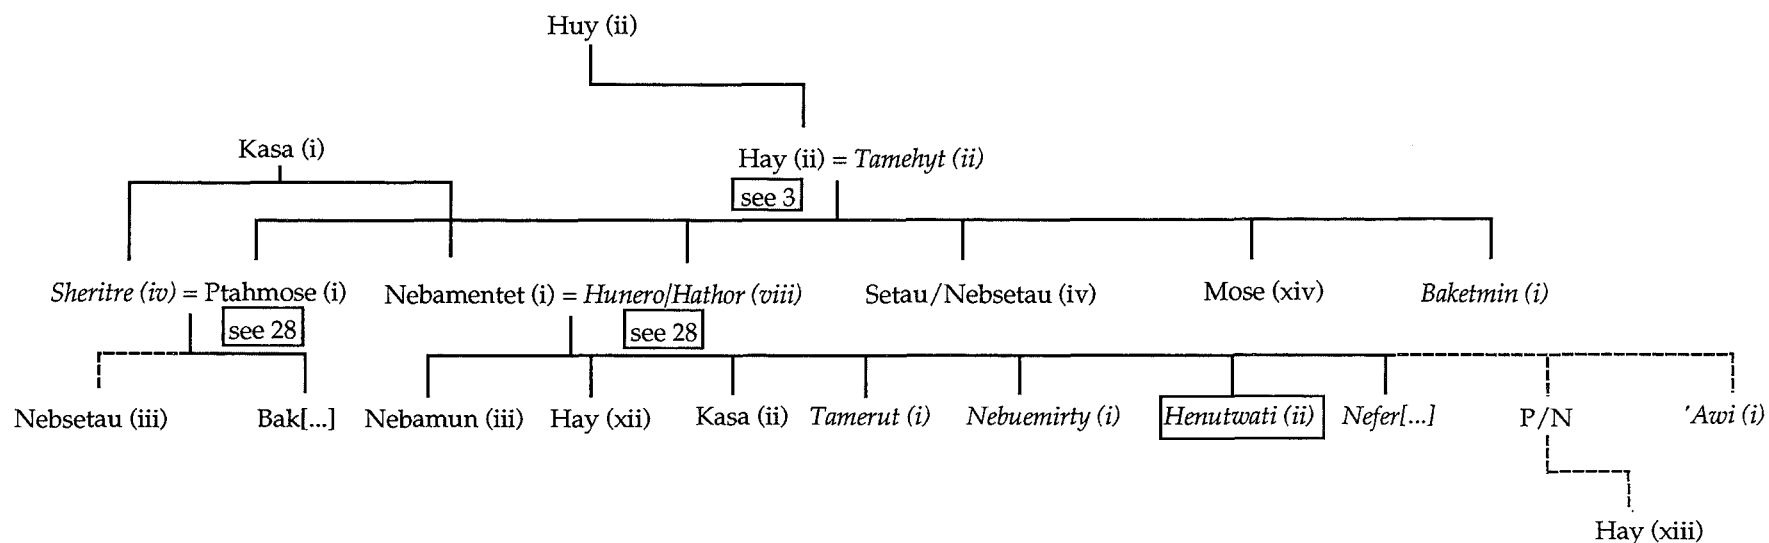 Huy (ii)
Kasa (i)
Hay (ii) = Tamehyt (ii)
see 3
Sheritre (iv) = Ptahmose (i) Nebamentet (i) = Hunero/Hathor (viii) Setau/Nebsetau (iv) Mose (xiv) Baketmin (i)
see 28 see 28
Nebsetau (iii) Bak[...] Nebamun (iii) Hay (xii) Kasa (ii) Tamerut (i) Nebuemirty (i) Henutwati (ii) Nefer[...] P/N 'Awi (i)
Hay (xiii)